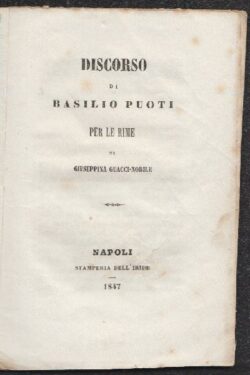 DISCORSO
DI
BASILIO PUOTI
PER LE RIME
DI
GIUSEPPINA GUACCI-NOBILE
NAPOLI
STAMPERIA DELL'IRIDE
1847